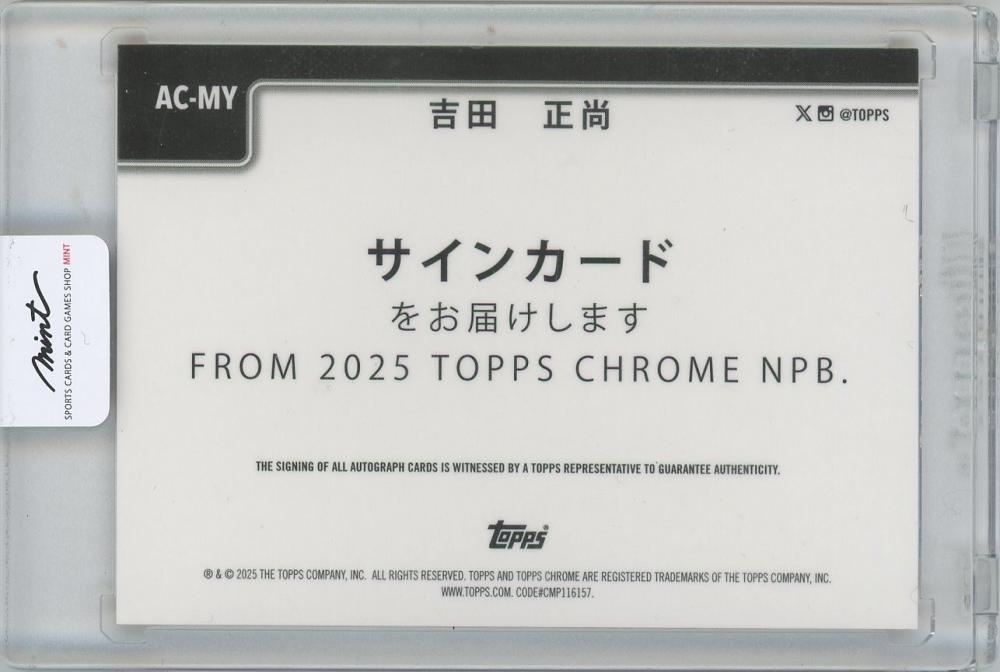 AC-MY
吉田　正尚
@TOPPS
サインカード
をお届けします
FROM 2025 TOPPS CHROME NPB.
THE SIGNING OF ALL AUTOGRAPH CARDS IS WITNESSED BY A TOPPS REPRESENTATIVE TO GUARANTEE AUTHENTICITY.
topps®
® & © 2025 THE TOPPS COMPANY, INC. ALL RIGHTS RESERVED. TOPPS AND TOPPS CHROME ARE REGISTERED TRADEMARKS OF THE TOPPS COMPANY, INC.
WWW.TOPPS.COM. CODE#CMP116157.
mint
SPORTS CARDS & CARD GAMES SHOP MINT